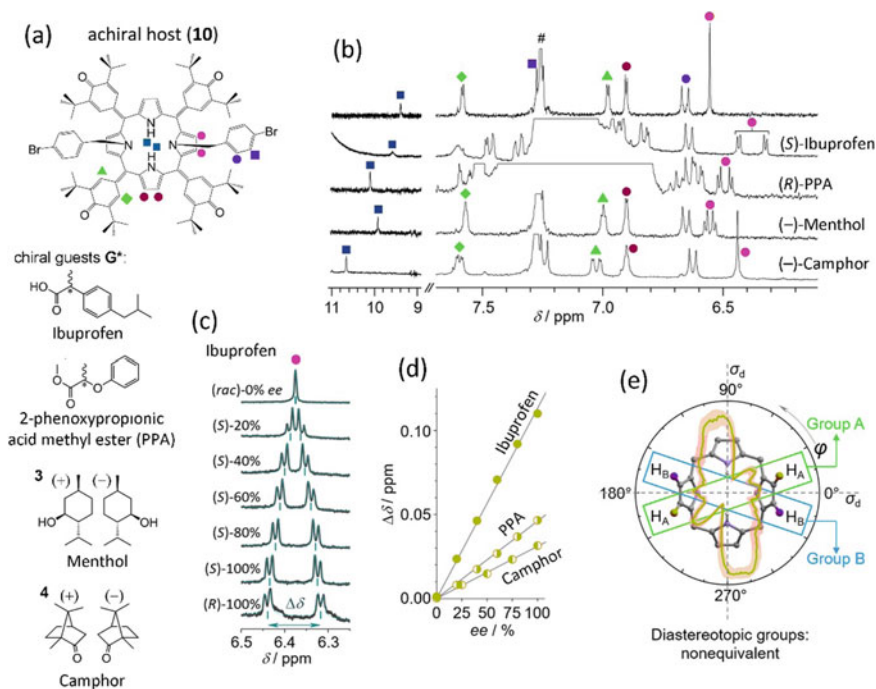 (a)
achiral host (10)
O
O
Br
N
H
N
N
H
N
Br
O
O
chiral guests G*:
HO
O
*
Ibuprofen
O
O
*
O
2-phenoxypropionic
acid methyl ester (PPA)
3
(+)
(−)
HO
OH
Menthol
4
(+)
(−)
O
O
Camphor
(b)
#
(S)-Ibuprofen
(R)-PPA
(−)-Menthol
(−)-Camphor
11 10 9 7.5 7.0 6.5
δ / ppm
(c)
Ibuprofen
(rac)-0% ee
(S)-20%
(S)-40%
(S)-60%
(S)-80%
(S)-100%
(R)-100%
Δδ
6.5 6.4 6.3
δ / ppm
(d)
Δδ / ppm
0.10
0.05
0.00
Ibuprofen
PPA
Camphor
0 25 50 75 100
ee / %
(e)
σd
90°
φ
Group A
HB
HA
180°
0°
σd
HA
HB
Group B
270°
Diastereotopic groups:
nonequivalent